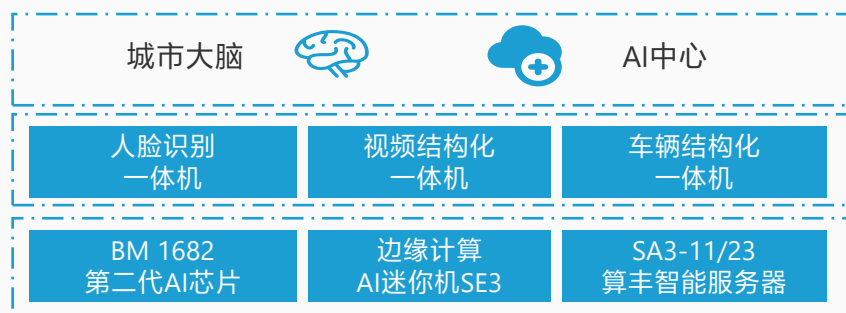 城市大脑
AI中心
人脸识别
一体机
视频结构化
一体机
车辆结构化
一体机
BM 1682
第二代AI芯片
边缘计算
AI迷你机SE3
SA3-11/23
算丰智能服务器